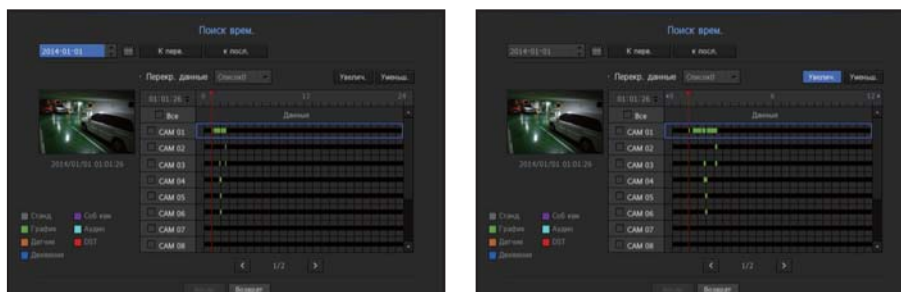 Поиск врем.
2014-01-01 К перв. к посл.
Перекр. данные Список0 Увелич. Уменьш.
01:01:26 0 12 24
Все Данные
CAM 01
CAM 02
2014/01/01 01:01:26 CAM 03
CAM 04
CAM 05
Станд. Соб кам CAM 06
График Аудио CAM 07
Датчик DST CAM 08
Движение
1/2
Возврат
Поиск врем.
2014-01-01 К перв. к посл.
Перекр. данные Список0 Увелич. Уменьш.
01:01:26 0 6 12
Все Данные
CAM 01
CAM 02
2014/01/01 01:01:26 CAM 03
CAM 04
CAM 05
Станд. Соб кам CAM 06
График Аудио CAM 07
Датчик DST CAM 08
Движение
1/2
Возврат